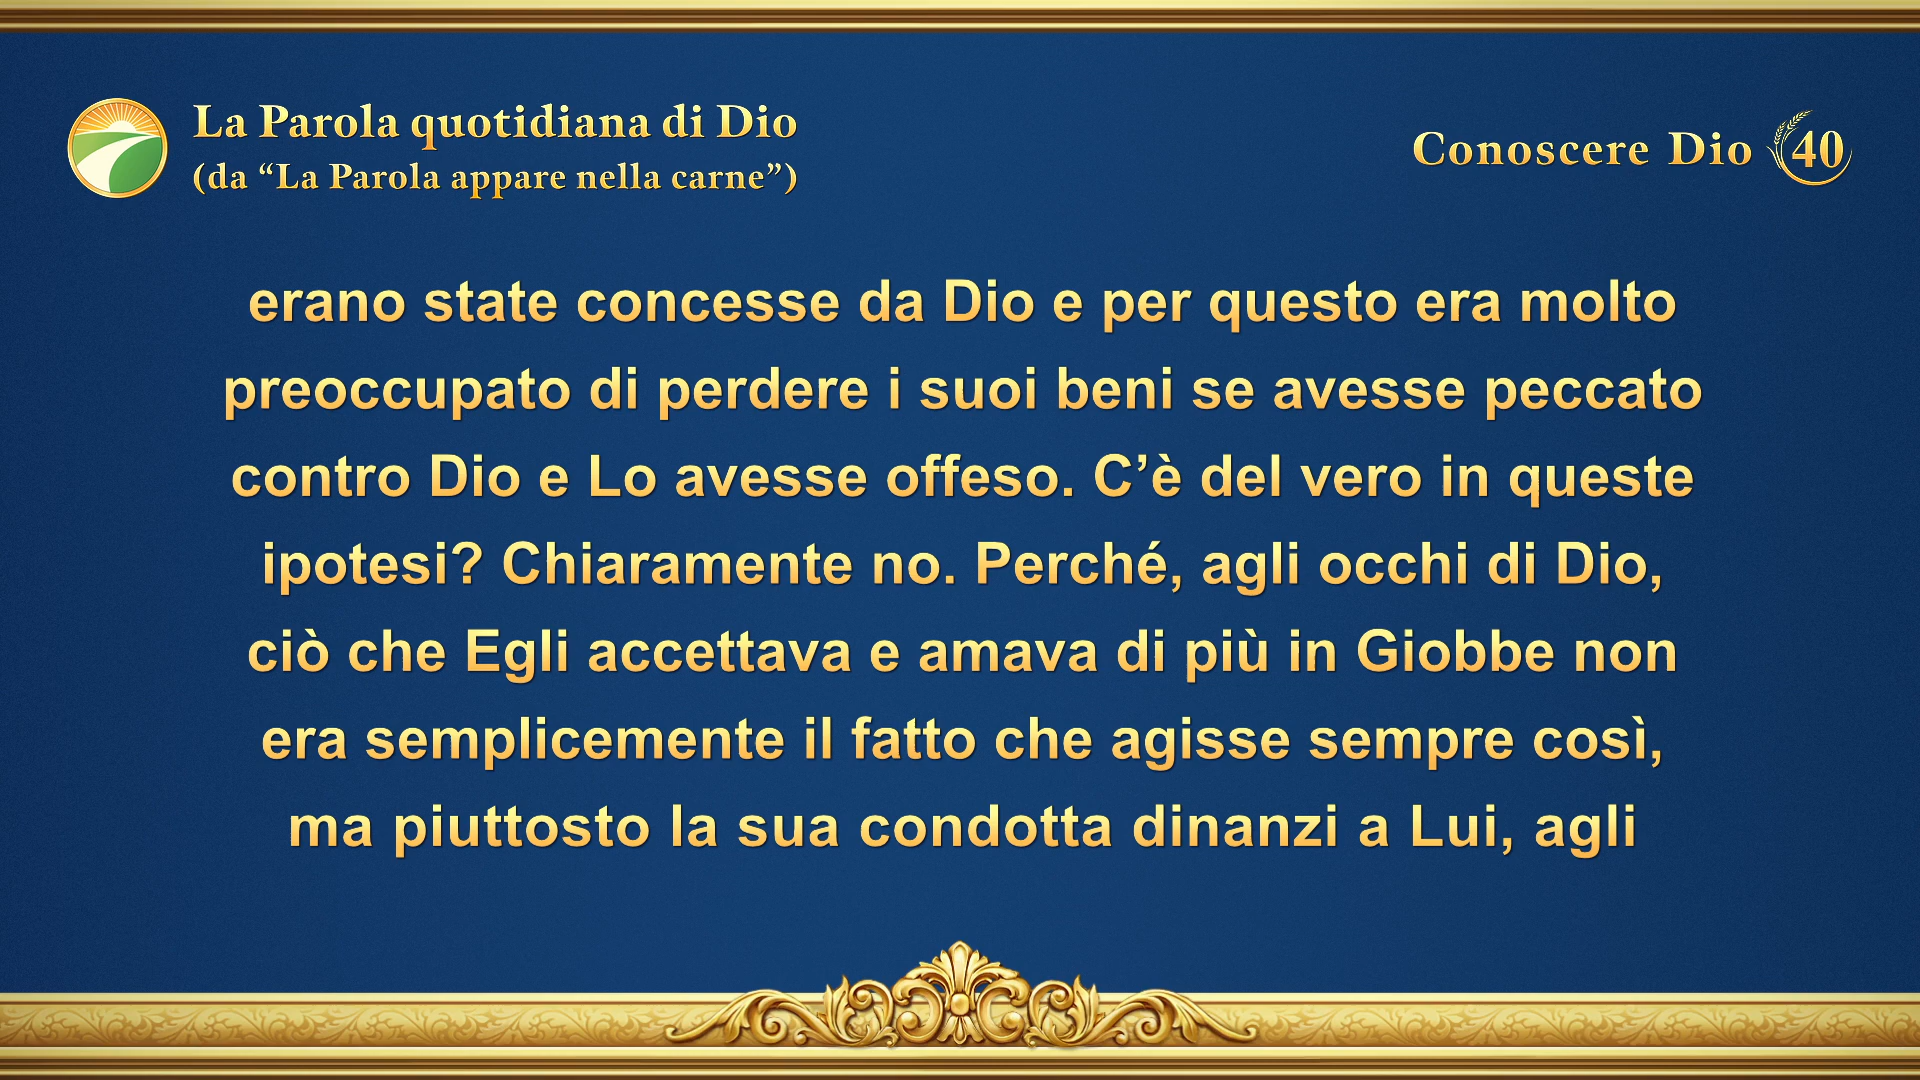 La Parola quotidiana di Dio
(da “La Parola appare nella carne”)
Conoscere Dio 40
erano state concesse da Dio e per questo era molto
preoccupato di perdere i suoi beni se avesse peccato
contro Dio e Lo avesse offeso. C’è del vero in queste
ipotesi? Chiaramente no. Perché, agli occhi di Dio,
ciò che Egli accettava e amava di più in Giobbe non
era semplicemente il fatto che agisse sempre così,
ma piuttosto la sua condotta dinanzi a Lui, agli